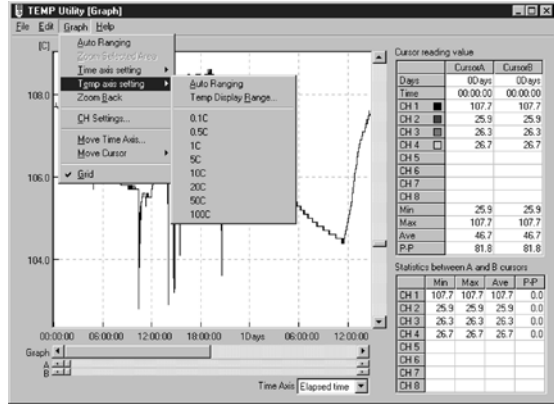 TEMP Utility [Graph]
File Edit Graph Help
Auto Ranging
Zoom Selected Area
Time axis setting
Temp axis setting
Zoom Back
CH Settings...
Move Time Axis...
Move Cursor
Grid
Auto Ranging
Temp Display Range...
0.1C
0.5C
1C
5C
10C
20C
50C
100C
[C]
108.0
106.0
104.0
00:00:00 06:00:00 12:00:00 18:00:00 1Days 06:00:00 12:00:00
Graph
A
B
Time Axis Elapsed time
Cursor reading value
CursorA CursorB
Days 0Days 0Days
Time 00:00:00 00:00:00
CH 1 107.7 107.7
CH 2 25.9 25.9
CH 3 26.3 26.3
CH 4 26.7 26.7
CH 5
CH 6
CH 7
CH 8
Min 25.9 25.9
Max 107.7 107.7
Ave 46.7 46.7
P-P 81.8 81.8
Statistics between A and B cursors
Min Max Ave P-P
CH 1 107.7 107.7 107.7 0.0
CH 2 25.9 25.9 25.9 0.0
CH 3 26.3 26.3 26.3 0.0
CH 4 26.7 26.7 26.7 0.0
CH 5
CH 6
CH 7
CH 8